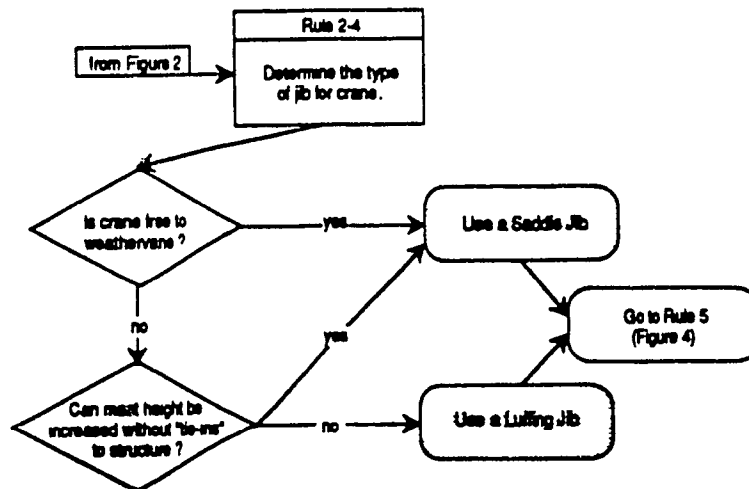 Rule 2-4
from Figure 2
Determine the type
of jib for crane.
Is crane free to
weathervane ?
yes
Use a Saddle Jib
no
yes
Go to Rule 5
(Figure 4)
Can mast height be
increased without "tie-ins"
to structure ?
no
Use a Luffing Jib